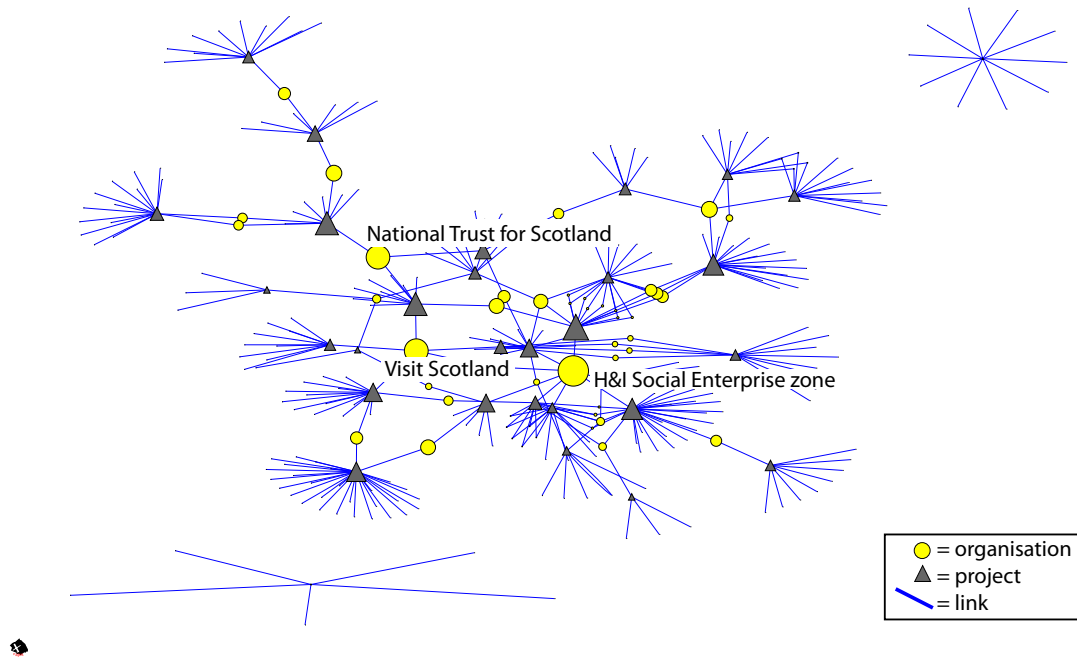 National Trust for Scotland
Visit Scotland
H&I Social Enterprise zone
= organisation
= project
= link